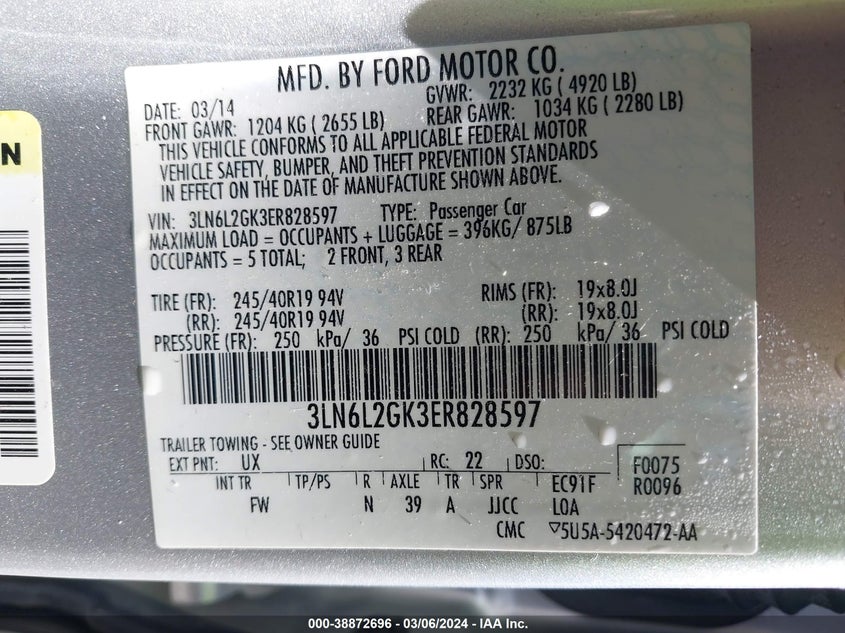 MFD. BY FORD MOTOR CO.
DATE: 03/14 GVWR: 2232 KG ( 4920 LB)
FRONT GAWR: 1204 KG ( 2655 LB) REAR GAWR: 1034 KG ( 2280 LB)
THIS VEHICLE CONFORMS TO ALL APPLICABLE FEDERAL MOTOR
VEHICLE SAFETY, BUMPER, AND THEFT PREVENTION STANDARDS
IN EFFECT ON THE DATE OF MANUFACTURE SHOWN ABOVE.
VIN: 3LN6L2GK3ER828597 TYPE: Passenger Car
MAXIMUM LOAD = OCCUPANTS + LUGGAGE = 396KG/ 875LB
OCCUPANTS = 5 TOTAL; 2 FRONT, 3 REAR
TIRE (FR): 245/40R19 94V RIMS (FR): 19x8.0J
(RR): 245/40R19 94V (RR): 19x8.0J
PRESSURE (FR): 250 kPa/ 36 PSI COLD (RR): 250 kPa/ 36 PSI COLD
3LN6L2GK3ER828597
TRAILER TOWING - SEE OWNER GUIDE
EXT PNT: UX RC: 22 DSO: F0075
INT TR TP/PS R AXLE TR SPR EC91F R0096
FW N 39 A JJCC LOA
CMC ▽5U5A-5420472-AA
N
000-38872696 - 03/06/2024 - IAA Inc.